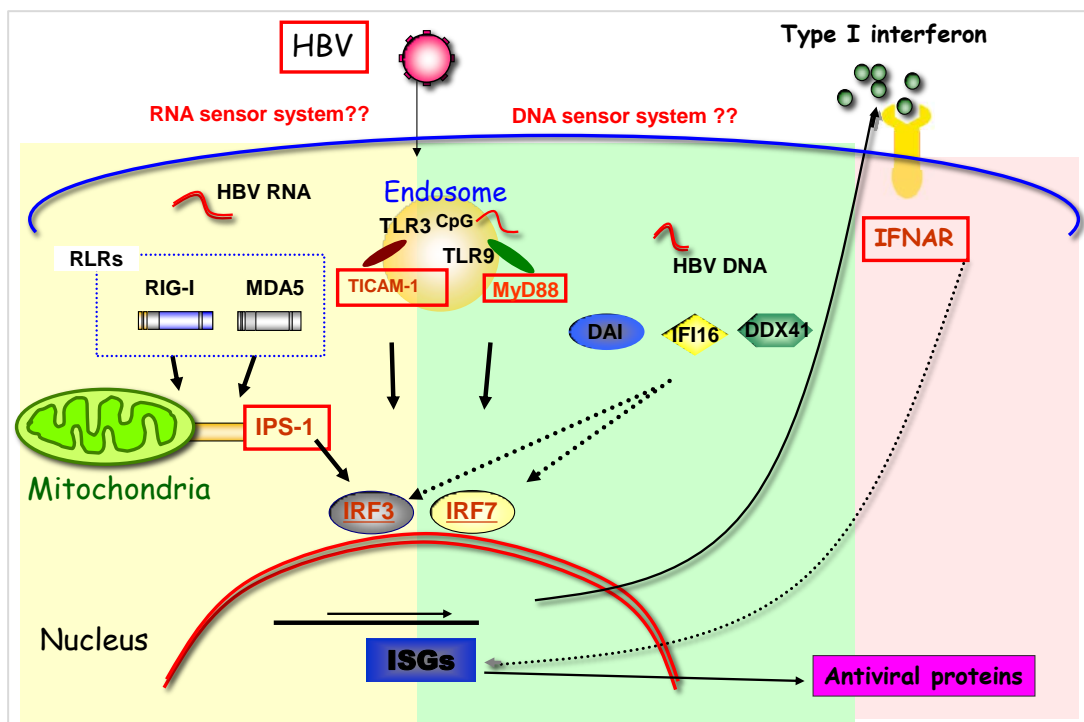 HBV
Type I interferon
RNA sensor system??
DNA sensor system ??
HBV RNA
Endosome
TLR3
CpG
TLR9
TICAM-1
MyD88
HBV DNA
IFNAR
RLRs
RIG-I
MDA5
DAI
IFI16
DDX41
IPS-1
Mitochondria
IRF3
IRF7
Nucleus
ISGs
Antiviral proteins